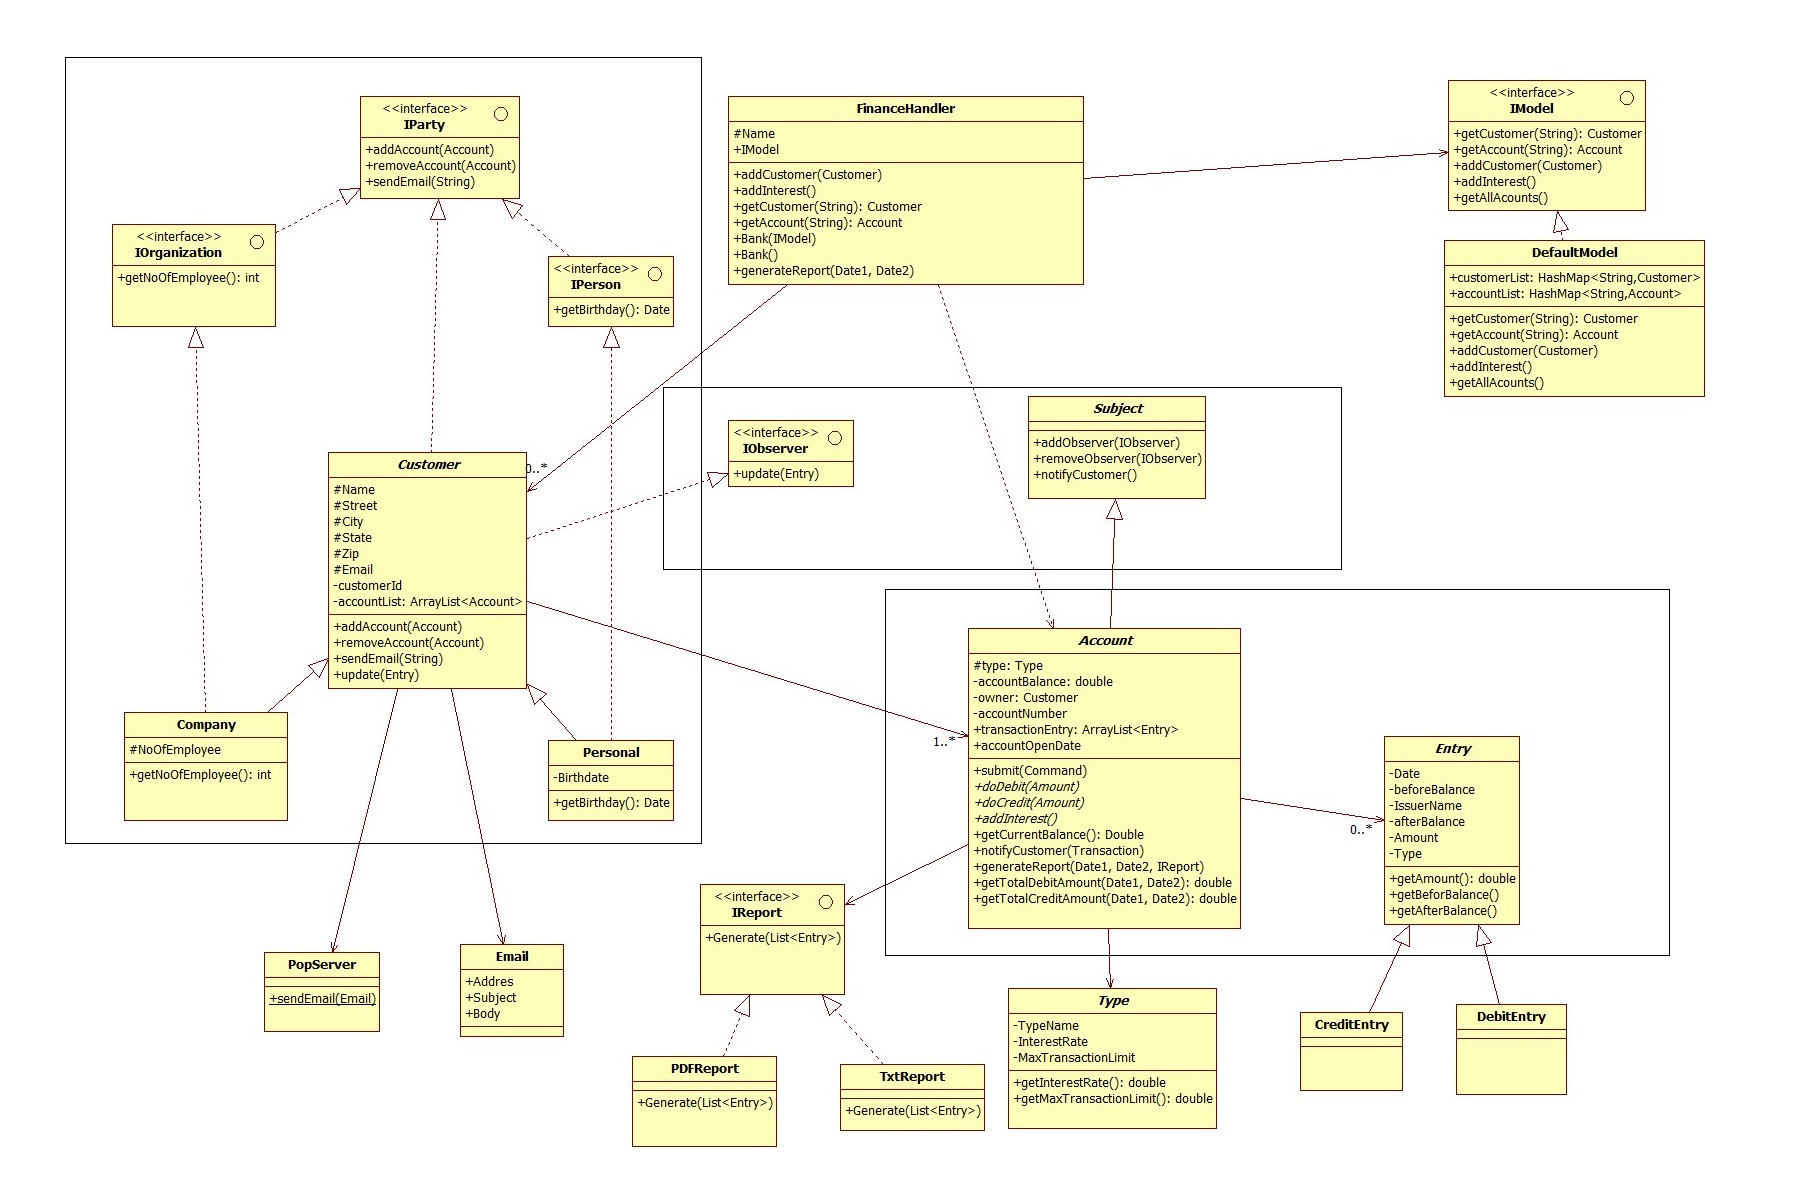 <<interface>>
IParty
+addAccount(Account)
+removeAccount(Account)
+sendEmail(String)
<<interface>>
IOrganization
+getNoOfEmployee(): int
<<interface>>
IPerson
+getBirthday(): Date
FinanceHandler
#Name
+IModel
+addCustomer(Customer)
+addInterest()
+getCustomer(String): Customer
+getAccount(String): Account
+Bank(IModel)
+Bank()
+generateReport(Date1, Date2)
<<interface>>
IModel
+getCustomer(String): Customer
+getAccount(String): Account
+addCustomer(Customer)
+addInterest()
+getAllAcounts()
DefaultModel
+customerList: HashMap<String,Customer>
+accountList: HashMap<String,Account>
+getCustomer(String): Customer
+getAccount(String): Account
+addCustomer(Customer)
+addInterest()
+getAllAcounts()
<<interface>>
IObserver
+update(Entry)
Subject
+addObserver(IObserver)
+removeObserver(IObserver)
+notifyCustomer()
Customer
#Name
#Street
#City
#State
#Zip
#Email
-customerId
-accountList: ArrayList<Account>
+addAccount(Account)
+removeAccount(Account)
+sendEmail(String)
+update(Entry)
0..*
Company
#NoOfEmployee
+getNoOfEmployee(): int
Personal
-Birthdate
+getBirthday(): Date
Account
#type: Type
-accountBalance: double
-owner: Customer
-accountNumber
+transactionEntry: ArrayList<Entry>
+accountOpenDate
+submit(Command)
+doDebit(Amount)
+doCredit(Amount)
+addInterest()
+getCurrentBalance(): Double
+notifyCustomer(Transaction)
+generateReport(Date1, Date2, IReport)
+getTotalDebitAmount(Date1, Date2): double
+getTotalCreditAmount(Date1, Date2): double
1..*
Entry
-Date
-beforeBalance
-IssuerName
-afterBalance
-Amount
-Type
+getAmount(): double
+getBeforBalance()
+getAfterBalance()
0..*
<<interface>>
IReport
+Generate(List<Entry>)
PopServer
+sendEmail(Email)
Email
+Addres
+Subject
+Body
PDFReport
+Generate(List<Entry>)
TxtReport
+Generate(List<Entry>)
Type
-TypeName
-InterestRate
-MaxTransactionLimit
+getInterestRate(): double
+getMaxTransactionLimit(): double
CreditEntry
DebitEntry